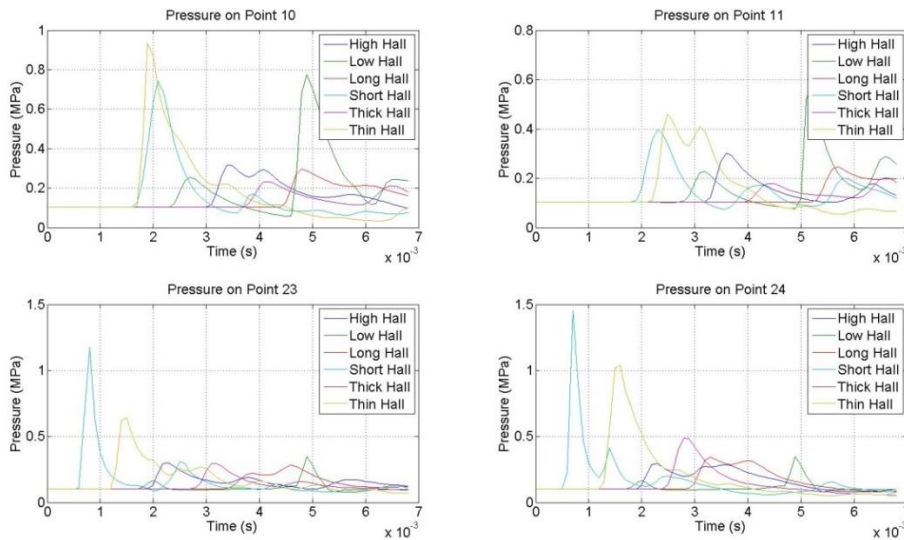 Pressure on Point 10
Pressure (MPa)
1
0.8
0.6
0.4
0.2
0
0 1 2 3 4 5 6 7
Time (s)
x 10⁻³
High Hall
Low Hall
Long Hall
Short Hall
Thick Hall
Thin Hall
Pressure on Point 11
Pressure (MPa)
0.8
0.6
0.4
0.2
0
0 1 2 3 4 5 6 7
Time (s)
x 10⁻³
High Hall
Low Hall
Long Hall
Short Hall
Thick Hall
Thin Hall
Pressure on Point 23
Pressure (MPa)
1.5
1
0.5
0
0 1 2 3 4 5 6 7
Time (s)
x 10⁻³
High Hall
Low Hall
Long Hall
Short Hall
Thick Hall
Thin Hall
Pressure on Point 24
Pressure (MPa)
1.5
1
0.5
0
0 1 2 3 4 5 6 7
Time (s)
x 10⁻³
High Hall
Low Hall
Long Hall
Short Hall
Thick Hall
Thin Hall